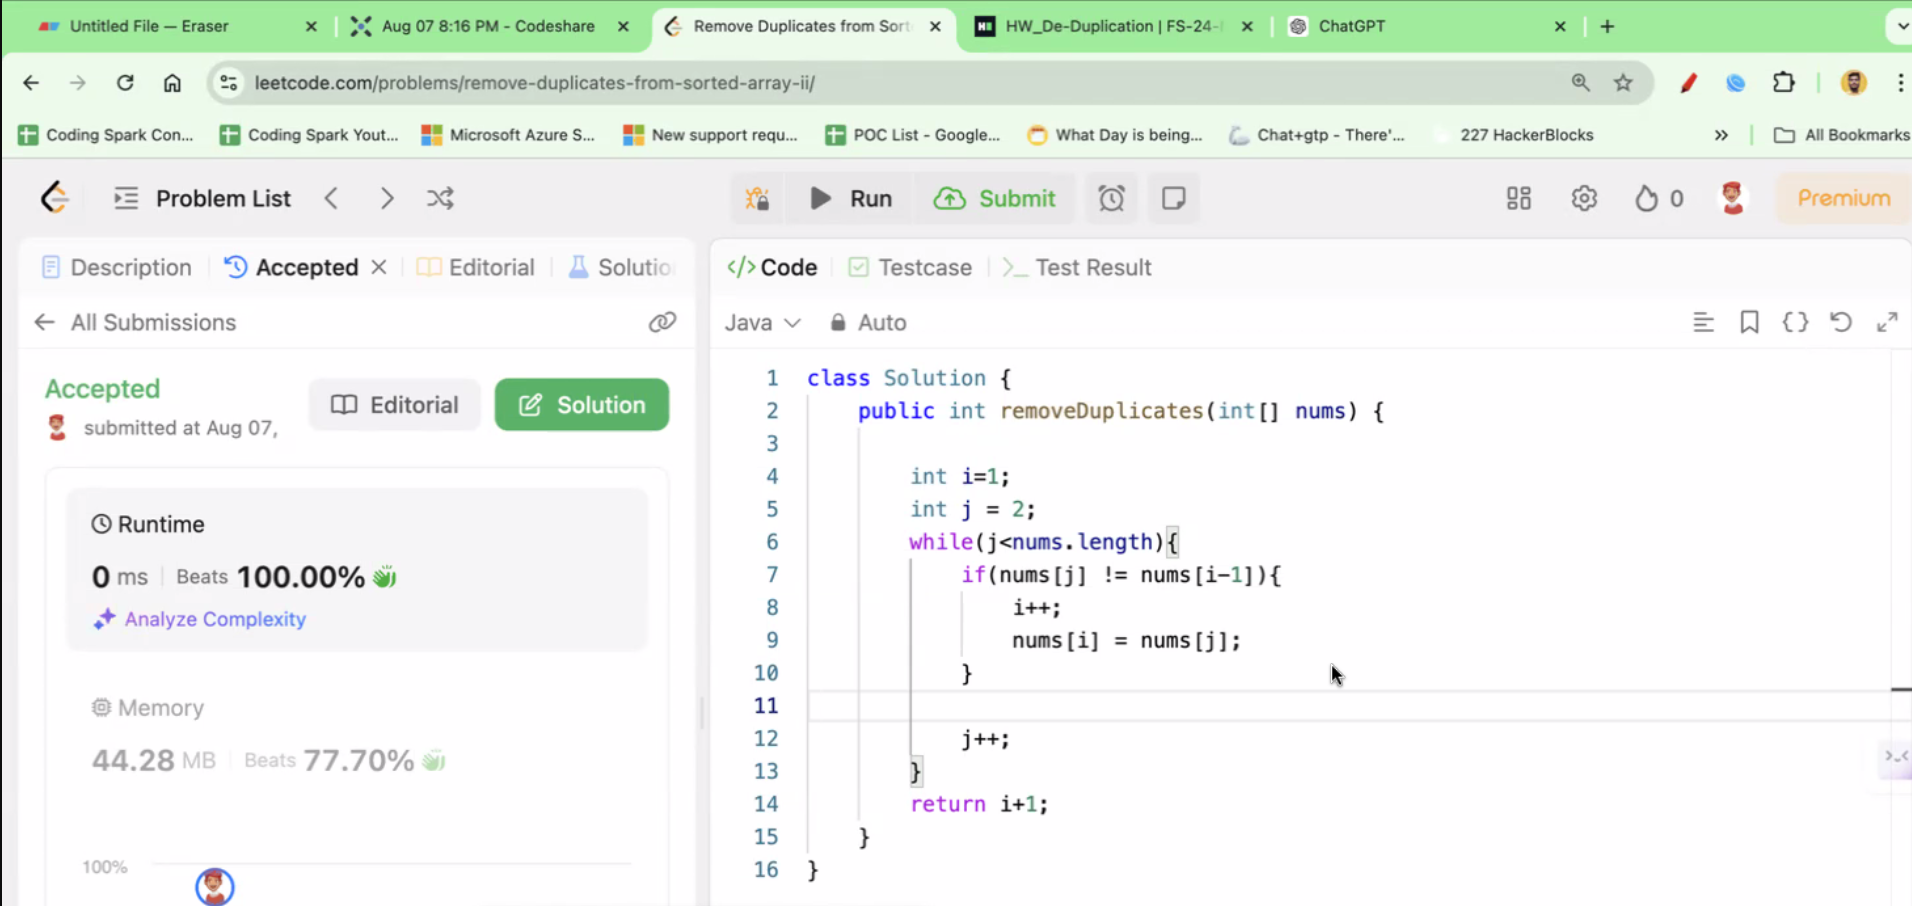 Untitled File — Eraser
Aug 07 8:16 PM - Codeshare
Remove Duplicates from Sort
HW_De-Duplication | FS-24-
ChatGPT
leetcode.com/problems/remove-duplicates-from-sorted-array-ii/
Coding Spark Con...
Coding Spark Yout...
Microsoft Azure S...
New support requ...
POC List - Google...
What Day is being...
Chat+gtp - There'...
227 HackerBlocks
All Bookmarks
Problem List
Run
Submit
0
Premium
Description
Accepted
Editorial
Solutio
All Submissions
Accepted
submitted at Aug 07,
Editorial
Solution
Runtime
0 ms Beats 100.00%
Analyze Complexity
Memory
44.28 MB Beats 77.70%
100%
</> Code
Testcase
Test Result
Java
Auto
1 class Solution {
2 public int removeDuplicates(int[] nums) {
3
4 int i=1;
5 int j = 2;
6 while(j<nums.length){
7 if(nums[j] != nums[i-1]){
8 i++;
9 nums[i] = nums[j];
10 }
11
12 j++;
13 }
14 return i+1;
15 }
16 }